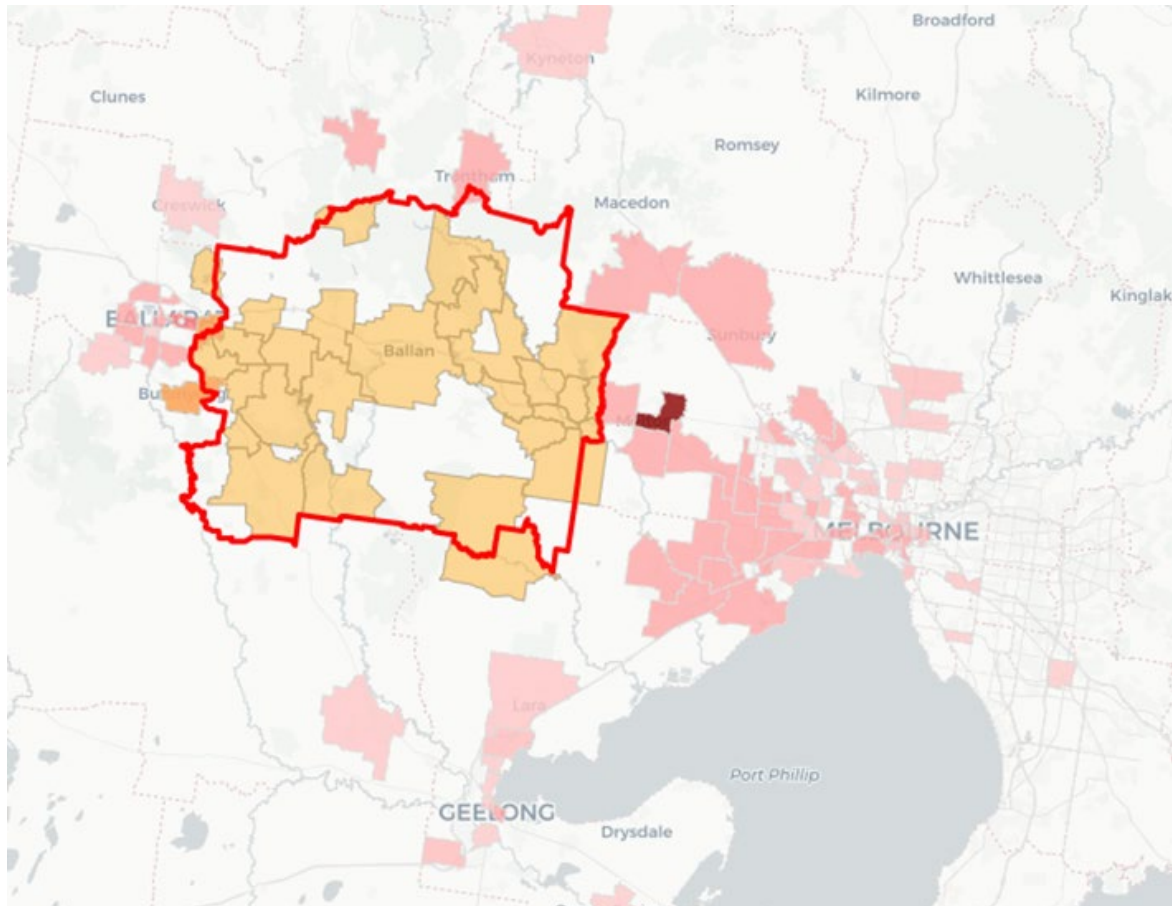 Broadford
Kyneton
Clunes
Kilmore
Romsey
Trentham
Creswick
Macedon
Whittlesea
Kinglak
BALLARAT
Sunbury
Ballan
MELBOURNE
Lara
Port Phillip
GEELONG
Drysdale